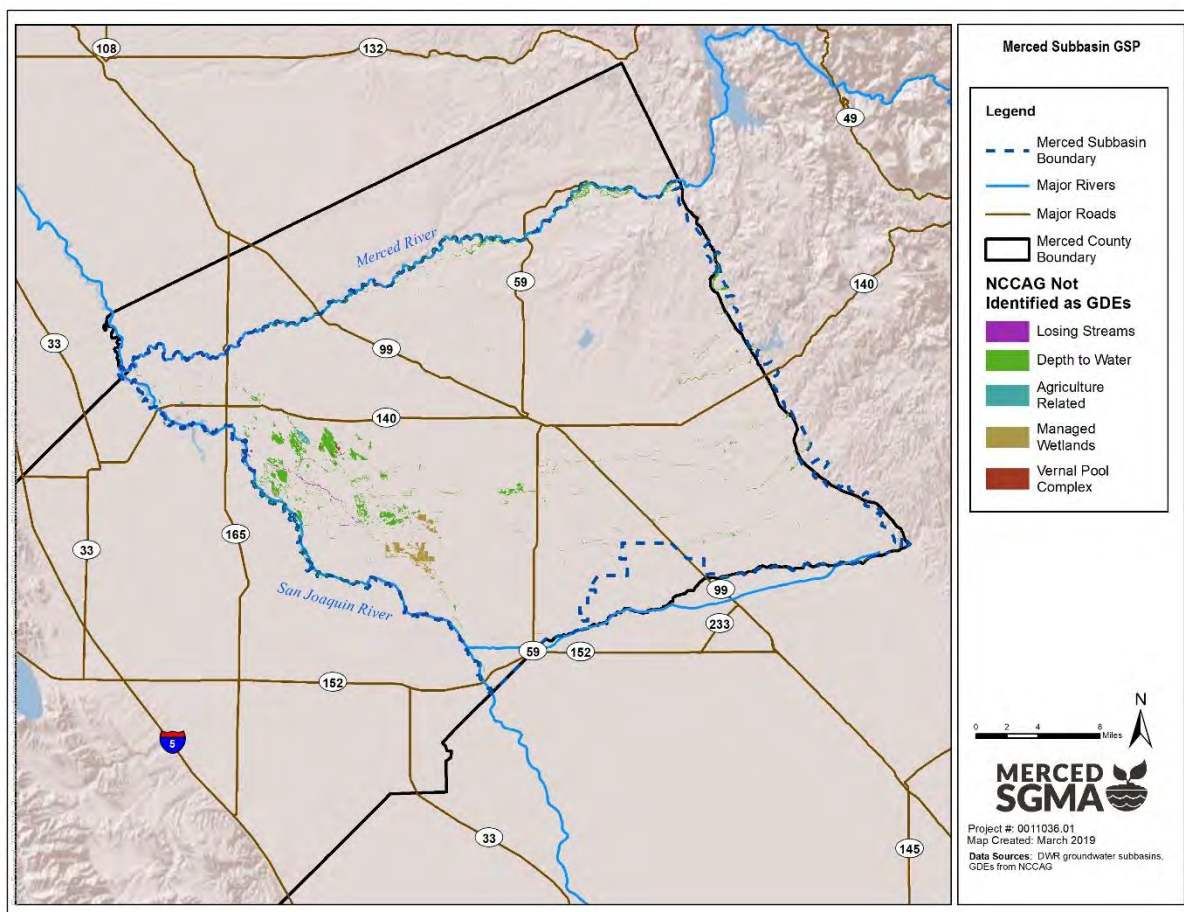 108
132
49
Merced River
59
140
33
99
140
165
33
San Joaquin River
99
233
59
152
152
5
33
145
Merced Subbasin GSP
Legend
Merced Subbasin
Boundary
Major Rivers
Major Roads
Merced County
Boundary
NCCAG Not
Identified as GDEs
Losing Streams
Depth to Water
Agriculture
Related
Managed
Wetlands
Vernal Pool
Complex
N
0 2 4 8
Miles
MERCED
SGMA
Project #: 0011036.01
Map Created: March 2019
Data Sources: DWR groundwater subbasins,
GDEs from NCCAG